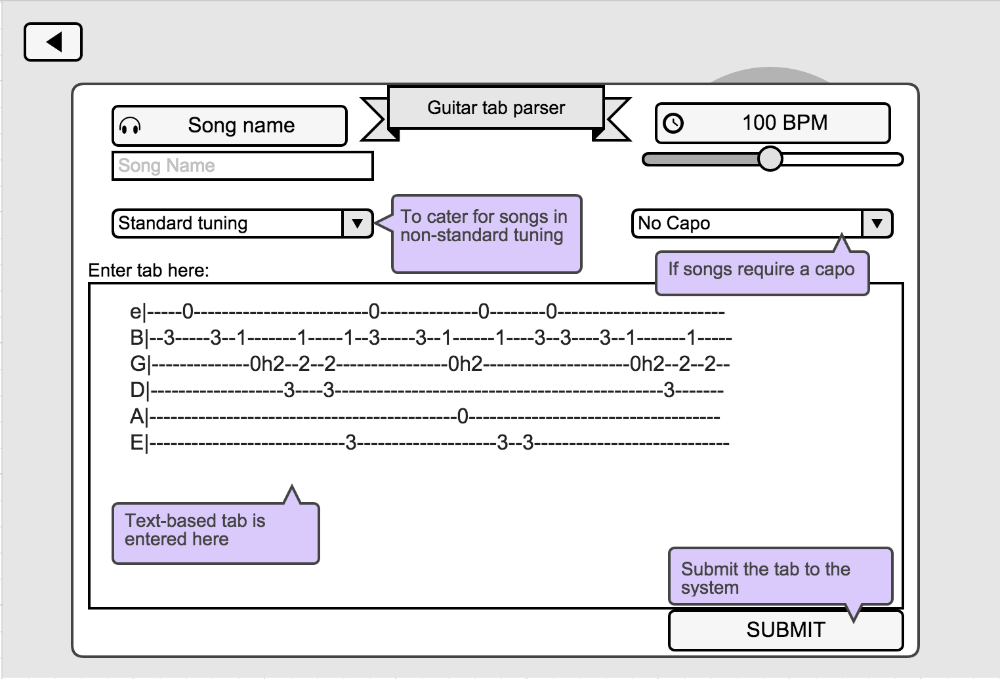 Guitar tab parser
Song name
100 BPM
Song Name
Standard tuning
To cater for songs in
non-standard tuning
No Capo
If songs require a capo
Enter tab here:
e|-----0-------------------------0--------------0--------0------------------------
B|--3-----3--1-------1-----1--3-----3--1------1----3--3----3--1-------1-----
G|--------------0h2--2--2----------------0h2---------------------0h2--2--2--
D|-------------------3----3-----------------------------------------------3-------
A|--------------------------------------------0------------------------------------
E|----------------------------3--------------------3--3----------------------------
Text-based tab is
entered here
Submit the tab to the
system
SUBMIT